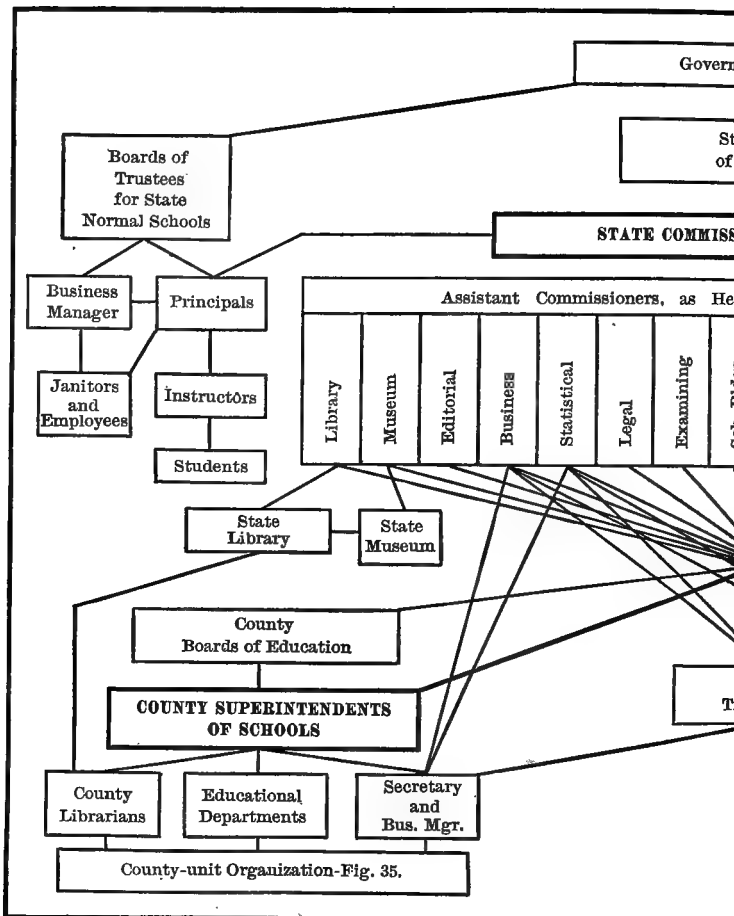 Govern
Boards of
Trustees
for State
Normal Schools
St
of
STATE COMMISS
Business
Manager
Principals
Assistant Commissioners, as He
Janitors
and
Employees
Instructors
Students
Library
Museum
Editorial
Business
Statistical
Legal
Examining
State
Library
State
Museum
County
Boards of Education
COUNTY SUPERINTENDENTS
OF SCHOOLS
County
Librarians
Educational
Departments
Secretary
and
Bus. Mgr.
County-unit Organization-Fig. 35.